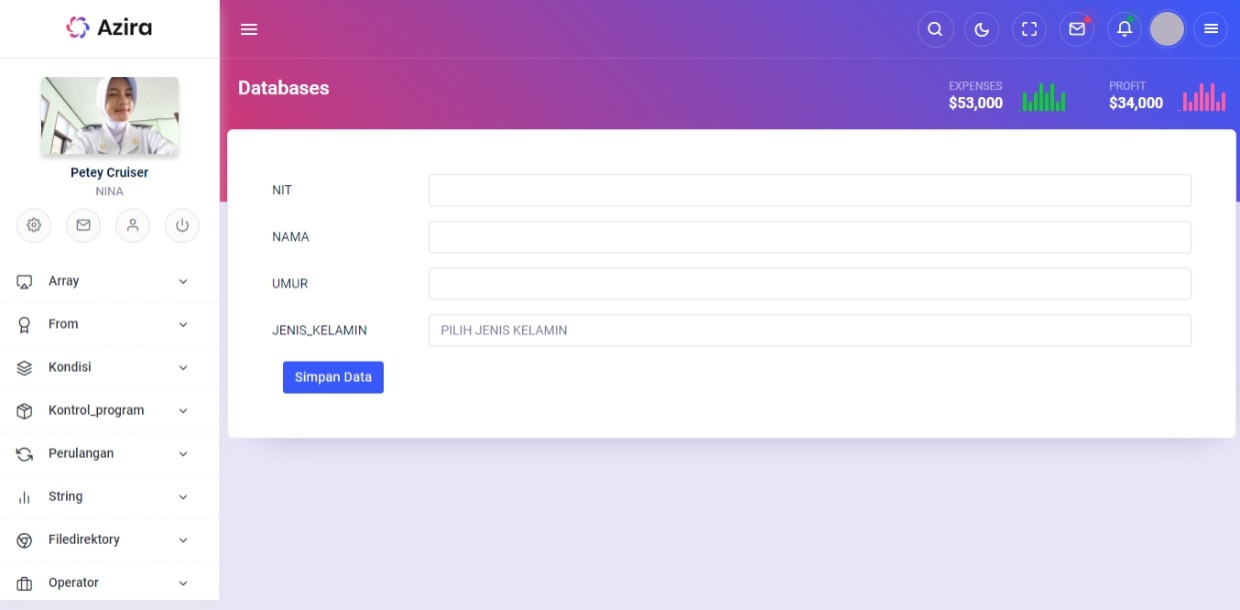 Azira
Databases
EXPENSES
$53,000
PROFIT
$34,000
Petey Cruiser
NINA
Array
From
Kondisi
Kontrol_program
Perulangan
String
Filedirektory
Operator
NIT
NAMA
UMUR
JENIS_KELAMIN
PILIH JENIS KELAMIN
Simpan Data